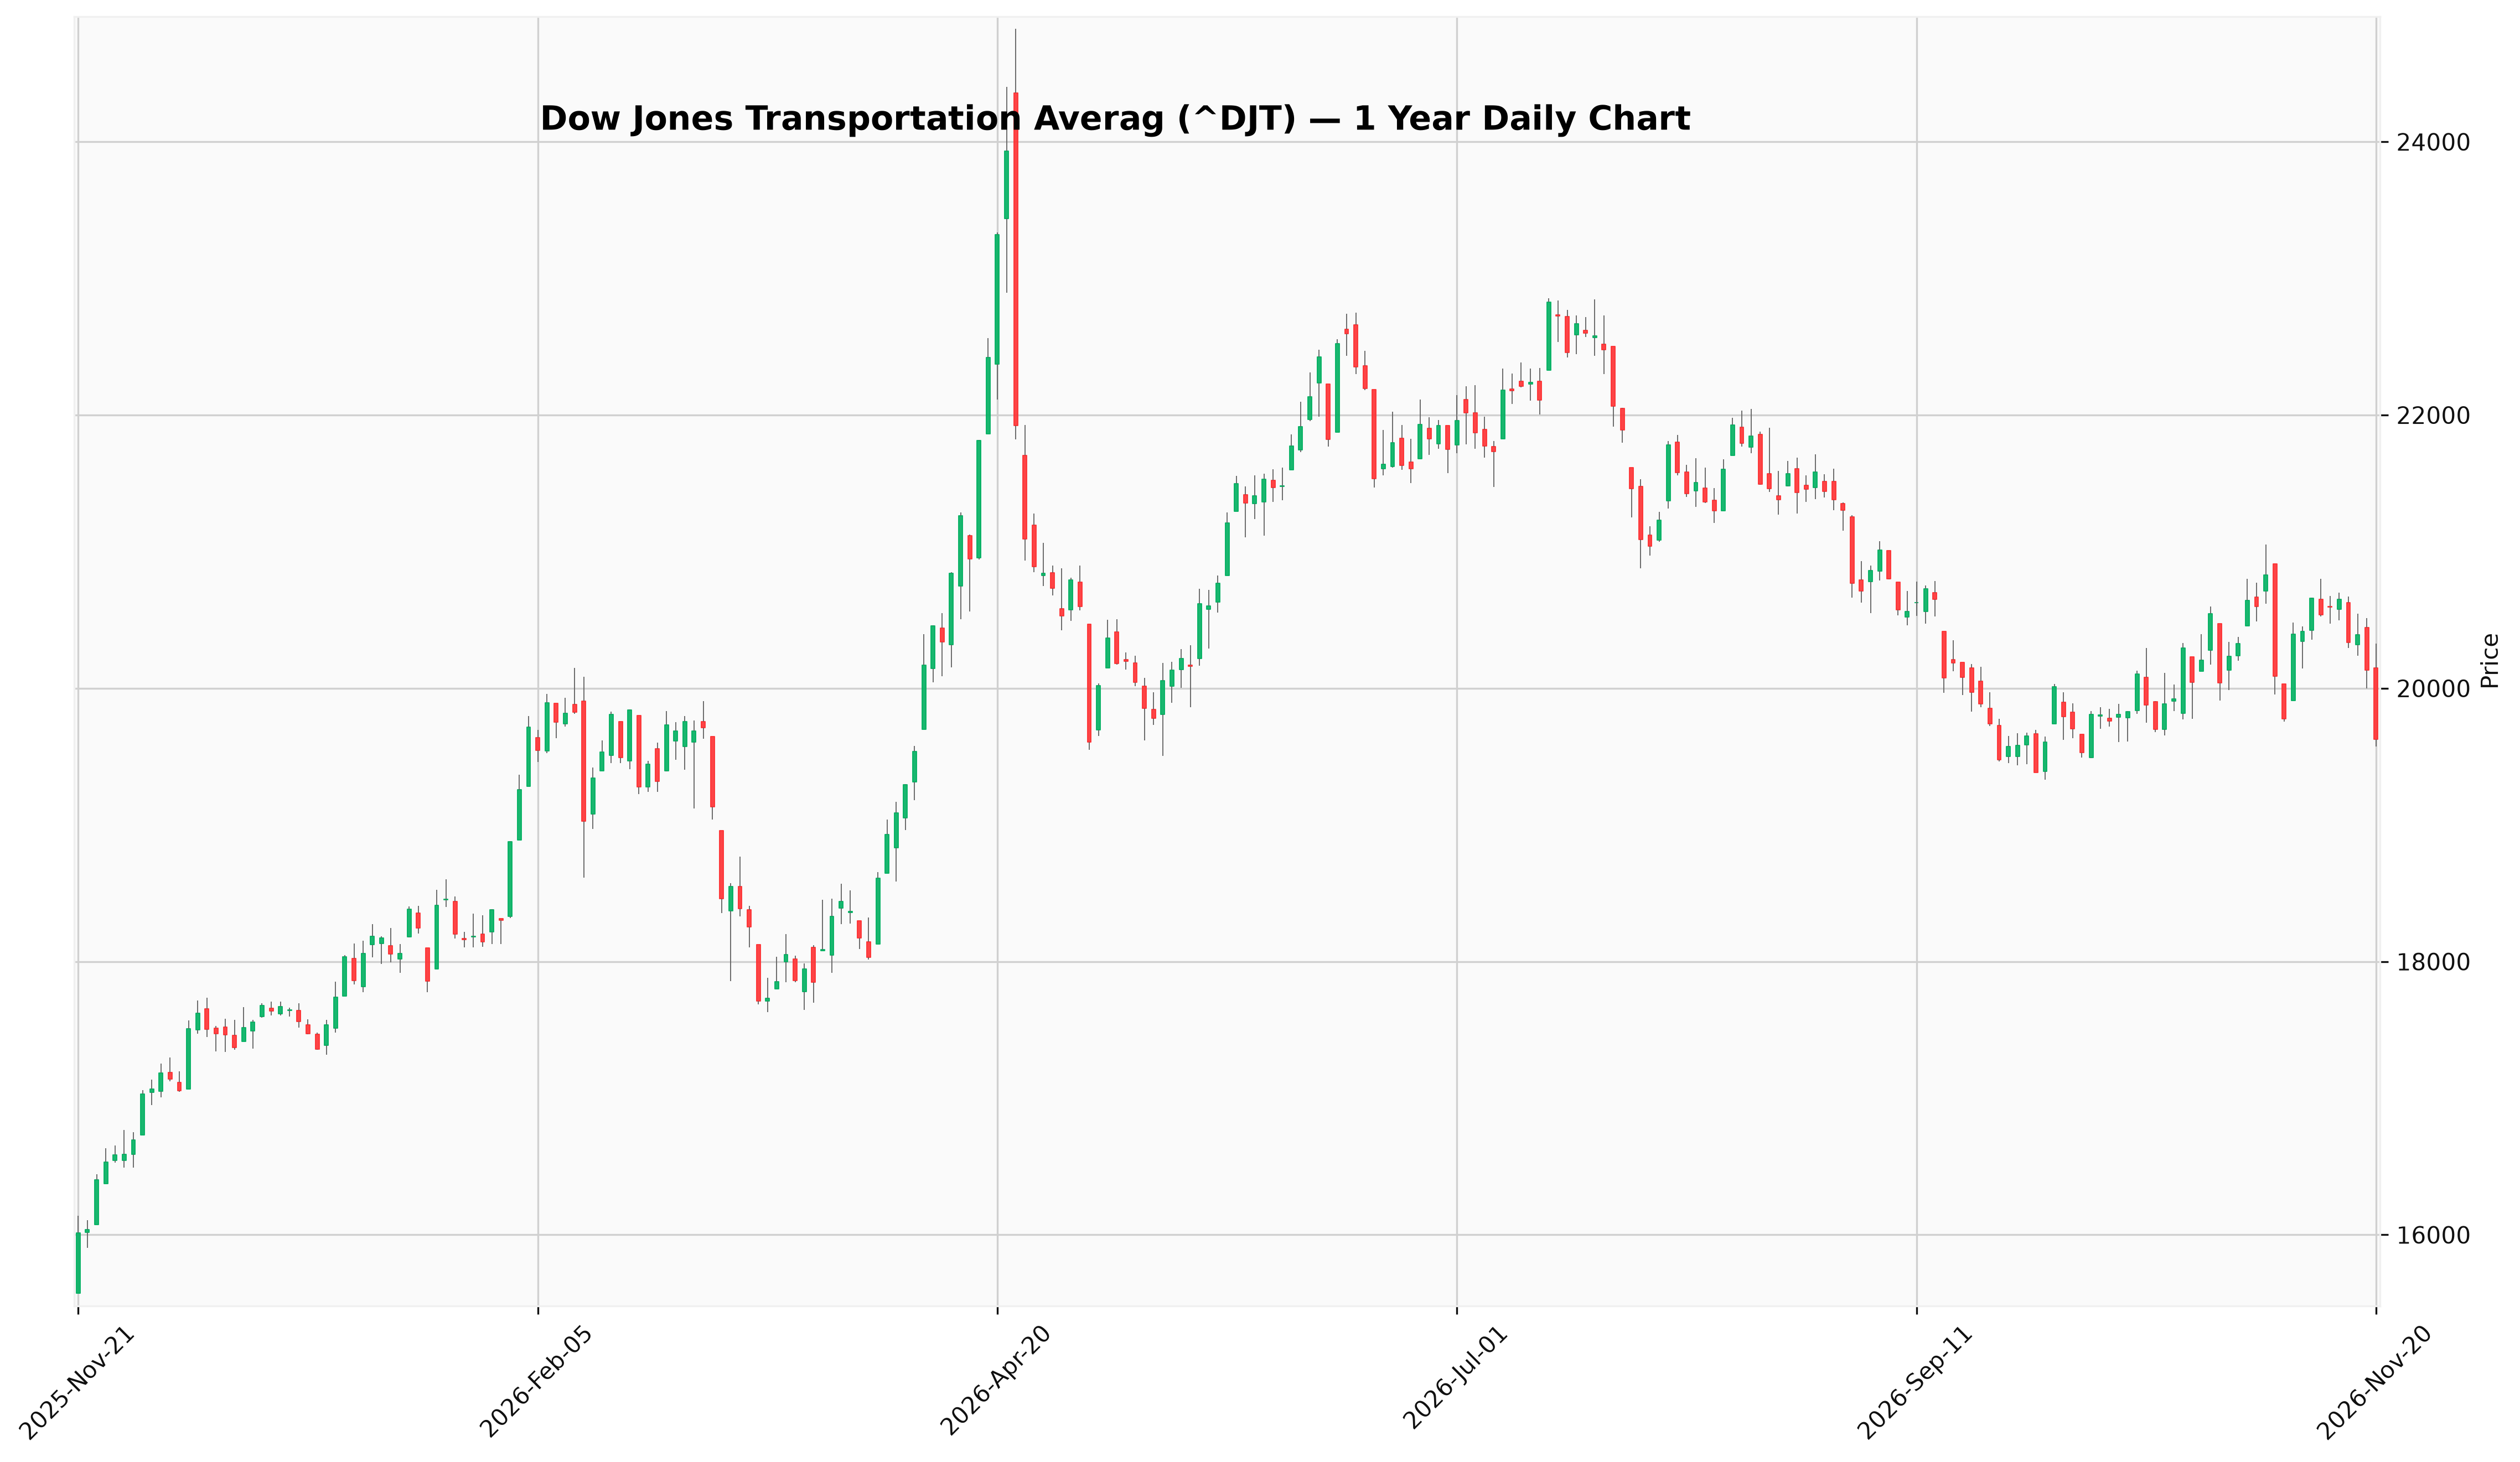 Dow Jones Transportation Averag (^DJT) — 1 Year Daily Chart
24000
22000
20000
18000
16000
Price
2025-Nov-21
2026-Feb-05
2026-Apr-20
2026-Jul-01
2026-Sep-11
2026-Nov-20